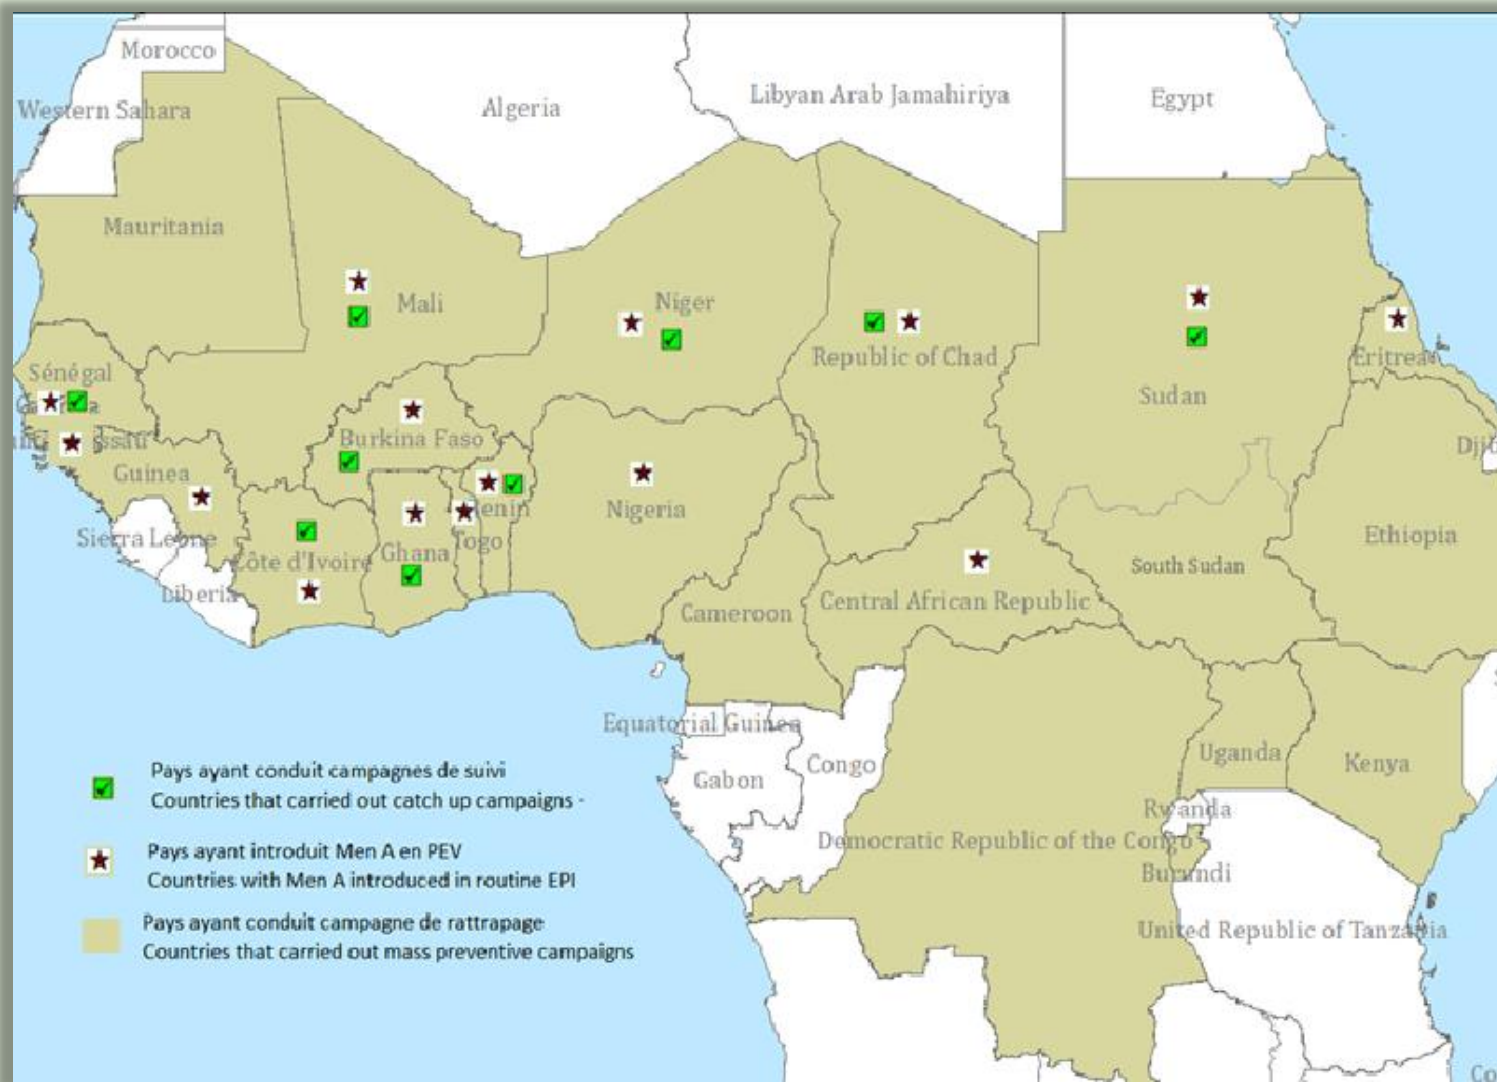 Morocco
Western Sahara
Algeria
Libyan Arab Jamahiriya
Egypt
Mauritania
Mali
Niger
Republic of Chad
Sudan
Eritrea
Sénégal
Burkina Faso
Guinea
Nigeria
Ethiopia
Sierra Leone
Côte d'Ivoire
Ghana
Togo
Liberia
Cameroon
Central African Republic
South Sudan
Equatorial Guinea
Gabon
Congo
Uganda
Kenya
Rwanda
Democratic Republic of the Congo
Burundi
United Republic of Tanzania
Pays ayant conduit campagnes de suivi
Countries that carried out catch up campaigns -
Pays ayant introduit Men A en PEV
Countries with Men A introduced in routine EPI
Pays ayant conduit campagne de rattrapage
Countries that carried out mass preventive campaigns